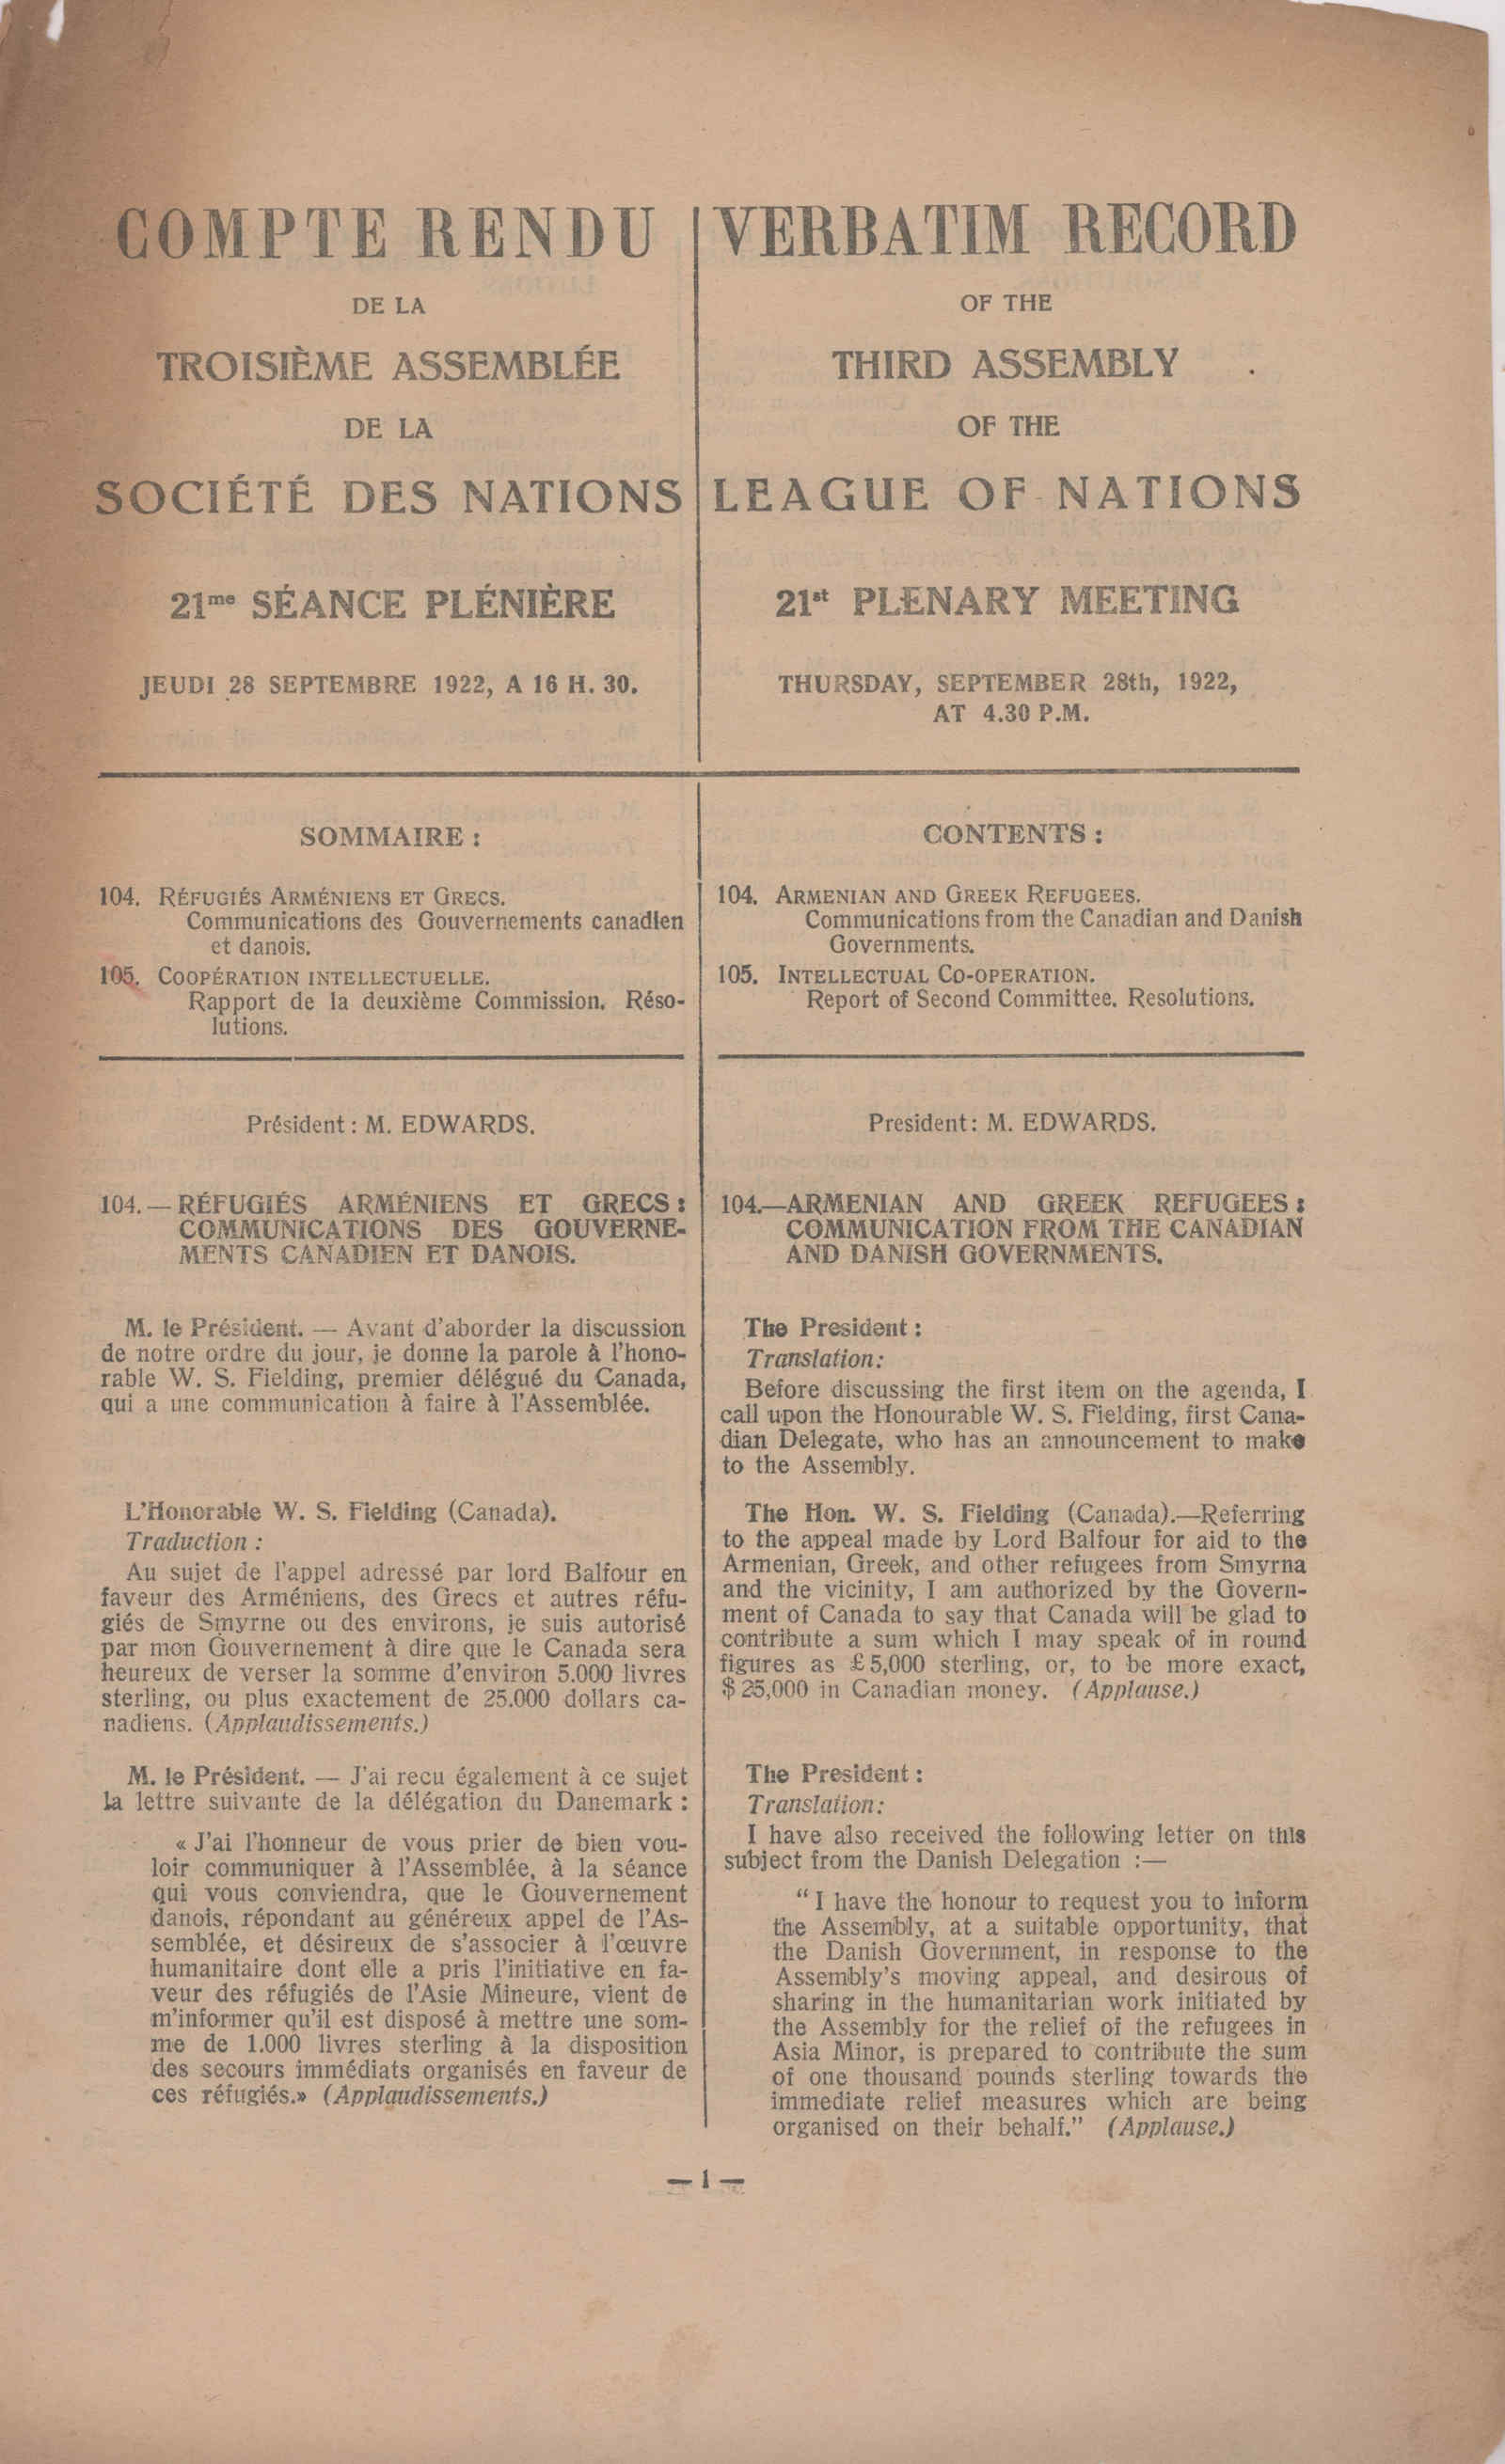 COMPTE RENDU
DE LA
TROISIÈME ASSEMBLÉE
DE LA
SOCIÉTÉ DES NATIONS
21me SÉANCE PLÉNIÈRE
JEUDI 28 SEPTEMBRE 1922, A 16 H. 30.
VERBATIM RECORD
OF THE
THIRD ASSEMBLY
OF THE
LEAGUE OF NATIONS
21st PLENARY MEETING
THURSDAY, SEPTEMBER 28th, 1922,
AT 4.30 P.M.
SOMMAIRE :
104. RÉFUGIÉS ARMÉNIENS ET GRECS.
Communications des Gouvernements canadien
et danois.
105. COOPÉRATION INTELLECTUELLE.
Rapport de la deuxième Commission. Réso-
lutions.
CONTENTS :
104. ARMENIAN AND GREEK REFUGEES.
Communications from the Canadian and Danish
Governments.
105. INTELLECTUAL CO-OPERATION.
Report of Second Committee. Resolutions.
Président : M. EDWARDS.
104. — RÉFUGIÉS ARMÉNIENS ET GRECS :
COMMUNICATIONS DES GOUVERNE-
MENTS CANADIEN ET DANOIS.
M. le Président. — Avant d'aborder la discussion
de notre ordre du jour, je donne la parole à l'hono-
rable W. S. Fielding, premier délégué du Canada,
qui a une communication à faire à l'Assemblée.
L'Honorable W. S. Fielding (Canada).
Traduction :
Au sujet de l'appel adressé par lord Balfour en
faveur des Arméniens, des Grecs et autres réfu-
giés de Smyrne ou des environs, je suis autorisé
par mon Gouvernement à dire que le Canada sera
heureux de verser la somme d'environ 5.000 livres
sterling, ou plus exactement de 25.000 dollars ca-
nadiens. (Applaudissements.)
M. le Président. — J'ai recu également à ce sujet
la lettre suivante de la délégation du Danemark :
« J'ai l'honneur de vous prier de bien vou-
loir communiquer à l'Assemblée, à la séance
qui vous conviendra, que le Gouvernement
danois, répondant au généreux appel de l'As-
semblée, et désireux de s'associer à l'œuvre
humanitaire dont elle a pris l'initiative en fa-
veur des réfugiés de l'Asie Mineure, vient de
m'informer qu'il est disposé à mettre une som-
me de 1.000 livres sterling à la disposition
des secours immédiats organisés en faveur de
ces réfugiés.» (Applaudissements.)
President : M. EDWARDS.
104.—ARMENIAN AND GREEK REFUGEES :
COMMUNICATION FROM THE CANADIAN
AND DANISH GOVERNMENTS.
The President :
Translation:
Before discussing the first item on the agenda, I
call upon the Honourable W. S. Fielding, first Cana-
dian Delegate, who has an announcement to make
to the Assembly.
The Hon. W. S. Fielding (Canada).—Referring
to the appeal made by Lord Balfour for aid to the
Armenian, Greek, and other refugees from Smyrna
and the vicinity, I am authorized by the Govern-
ment of Canada to say that Canada will be glad to
contribute a sum which I may speak of in round
figures as £5,000 sterling, or, to be more exact,
$25,000 in Canadian money. (Applause.)
The President :
Translation:
I have also received the following letter on this
subject from the Danish Delegation :—
“I have the honour to request you to inform
the Assembly, at a suitable opportunity, that
the Danish Government, in response to the
Assembly's moving appeal, and desirous of
sharing in the humanitarian work initiated by
the Assembly for the relief of the refugees in
Asia Minor, is prepared to contribute the sum
of one thousand pounds sterling towards the
immediate relief measures which are being
organised on their behalf.” (Applause.)
— 1 —